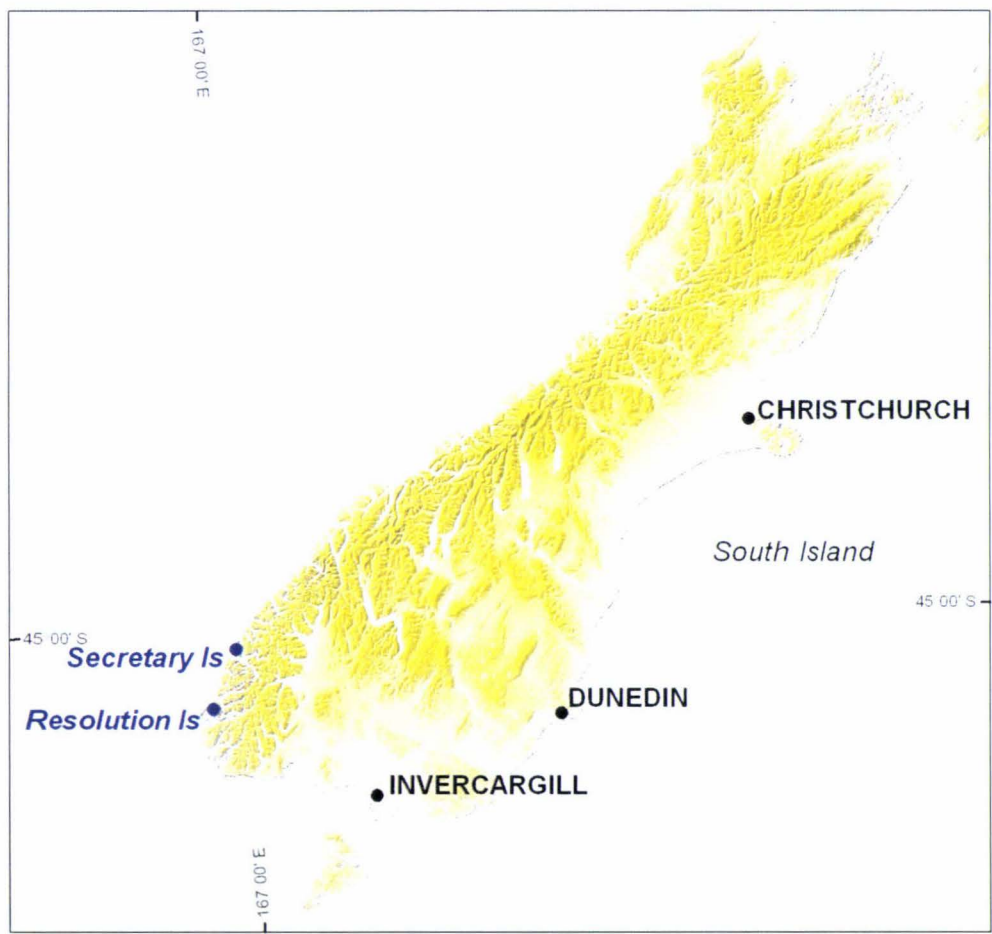 167 00' E
CHRISTCHURCH
South Island
45 00' S
45 00' S
Secretary Is
Resolution Is
DUNEDIN
INVERCARGILL
167 00' E